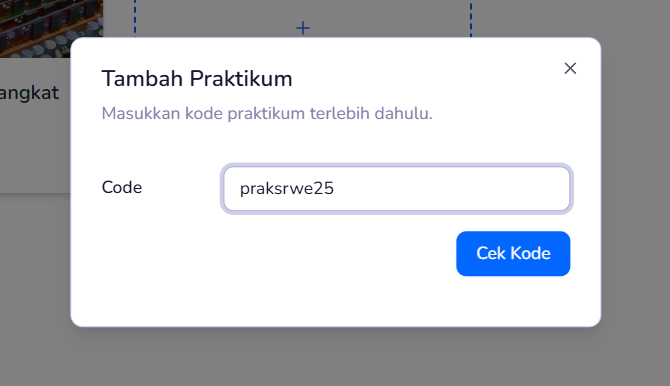 +
angkat
Tambah Praktikum
Masukkan kode praktikum terlebih dahulu.
Code
praksrwe25
Cek Kode